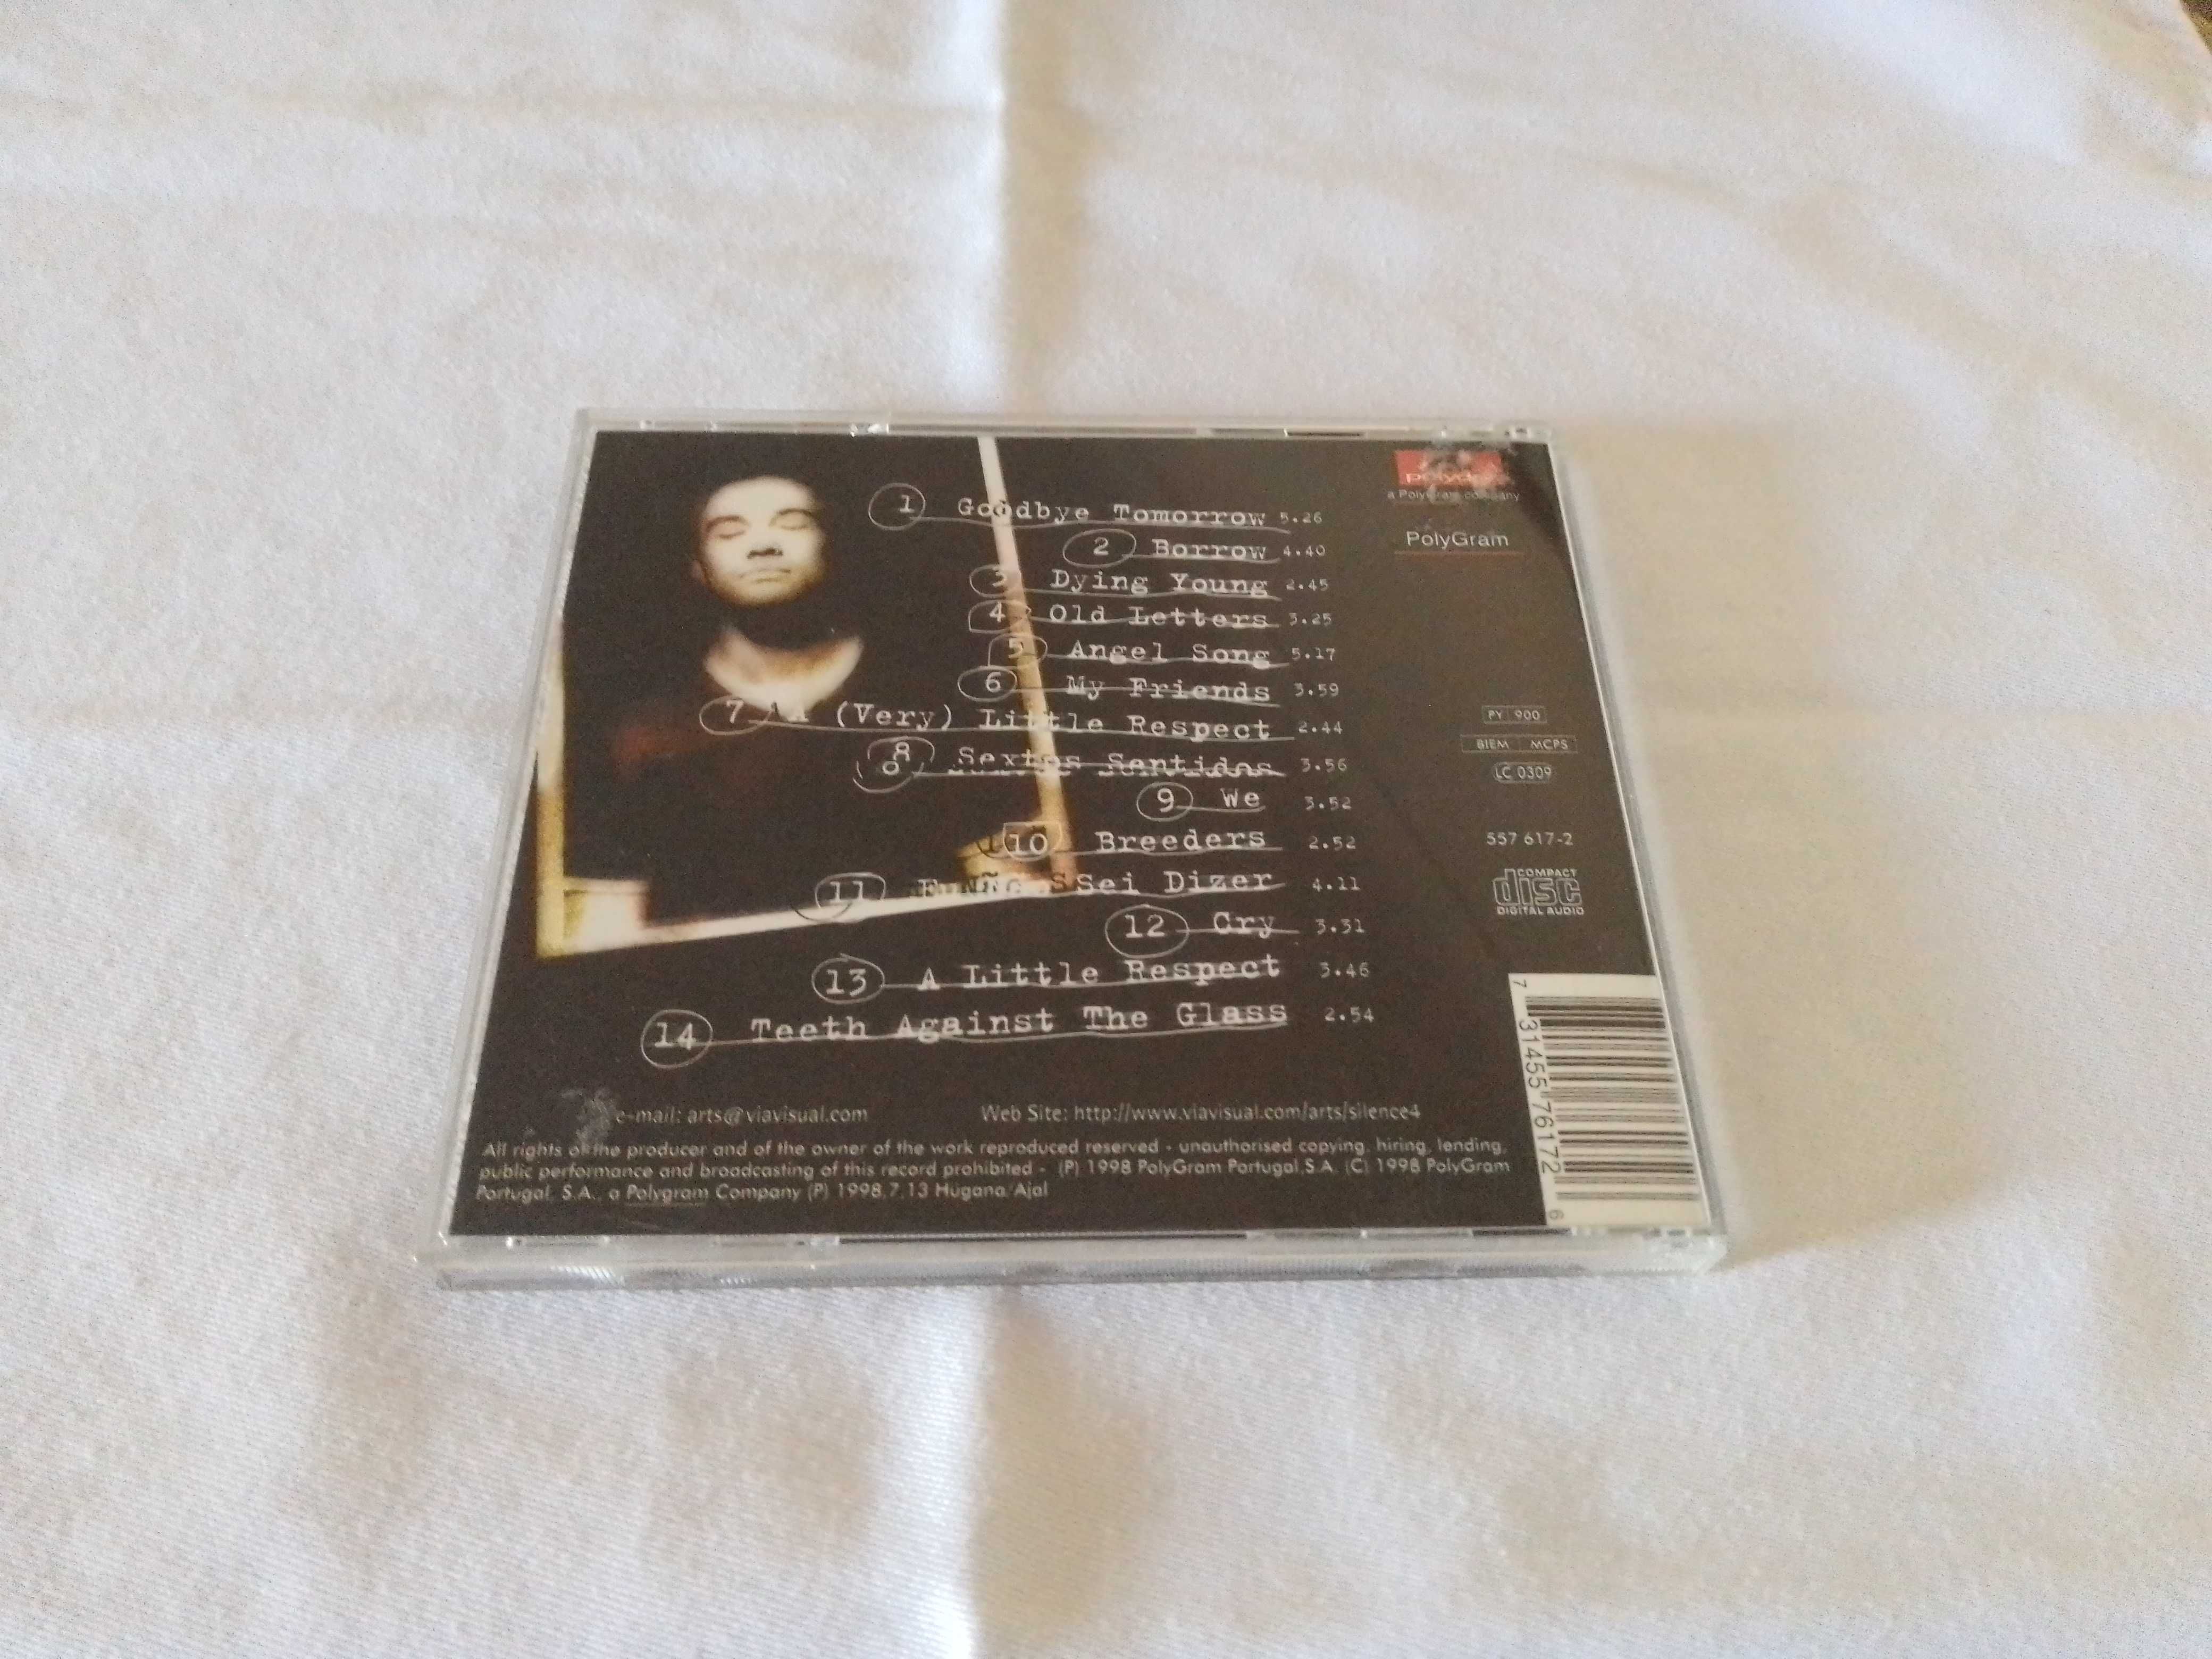 1 Goodbye Tomorrow 5.26
2 Borrow 4.40
3 Dying Young 2.45
4 Old Letters 3.25
5 Angel Song 5.17
6 My Friends 3.59
7 (Very) Little Respect 2.44
8 Sextos Sentidos 3.56
9 We 3.52
10 Breeders 2.52
11 Sei Dizer 4.11
12 Cry 3.31
13 A Little Respect 3.46
14 Teeth Against The Glass 2.54
polydor
a PolyGram company
PolyGram
PY 900
BIEM MCPS
LC 0309
557 617-2
COMPACT
disc
DIGITAL AUDIO
7 31455 76172 6
e-mail: arts@viavisual.com Web Site: http://www.viavisual.com/arts/silence4
All rights of the producer and of the owner of the work reproduced reserved - unauthorised copying, hiring, lending,
public performance and broadcasting of this record prohibited - (P) 1998 PolyGram Portugal,S.A. (C) 1998 PolyGram
Portugal, S.A., a Polygram Company (P) 1998,7,13 Hugana/Ajal